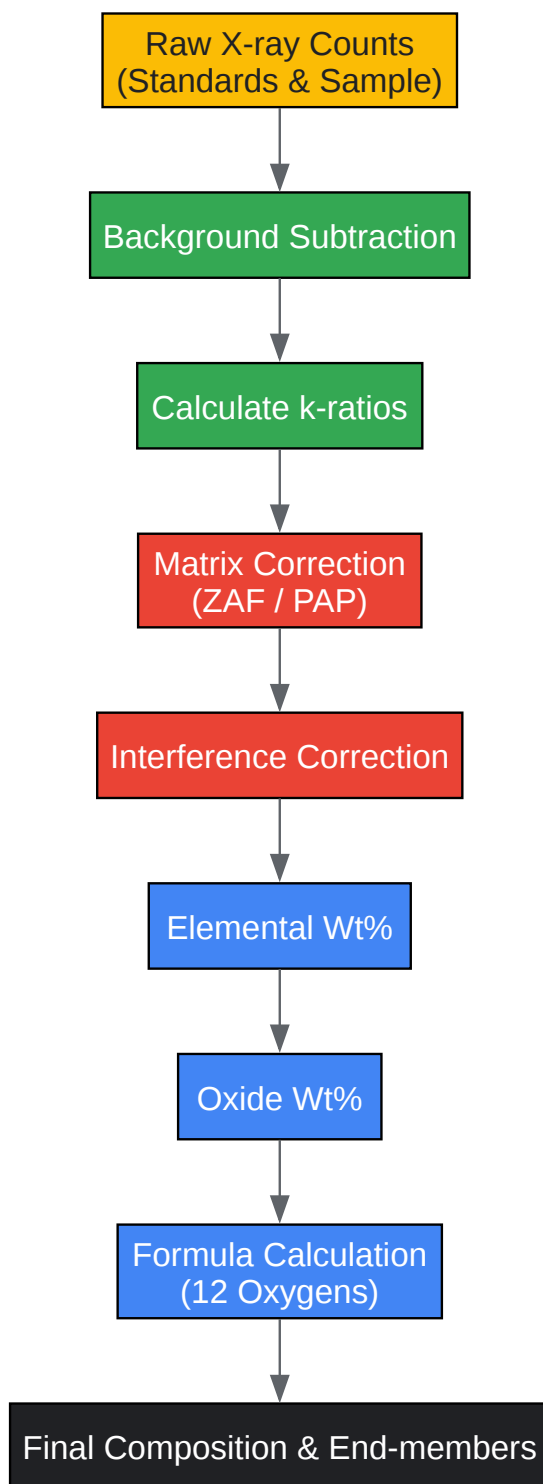 Raw X-ray Counts
(Standards & Sample)
Background Subtraction
Calculate k-ratios
Matrix Correction
(ZAF / PAP)
Interference Correction
Elemental Wt%
Oxide Wt%
Formula Calculation
(12 Oxygens)
Final Composition & End-members